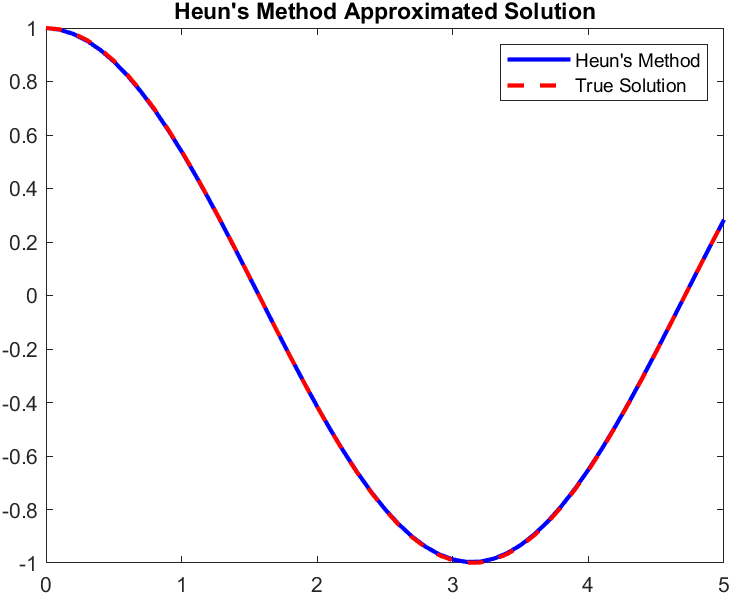 Heun's Method Approximated Solution
Heun's Method
True Solution
1
0.8
0.6
0.4
0.2
0
-0.2
-0.4
-0.6
-0.8
-1
0 1 2 3 4 5